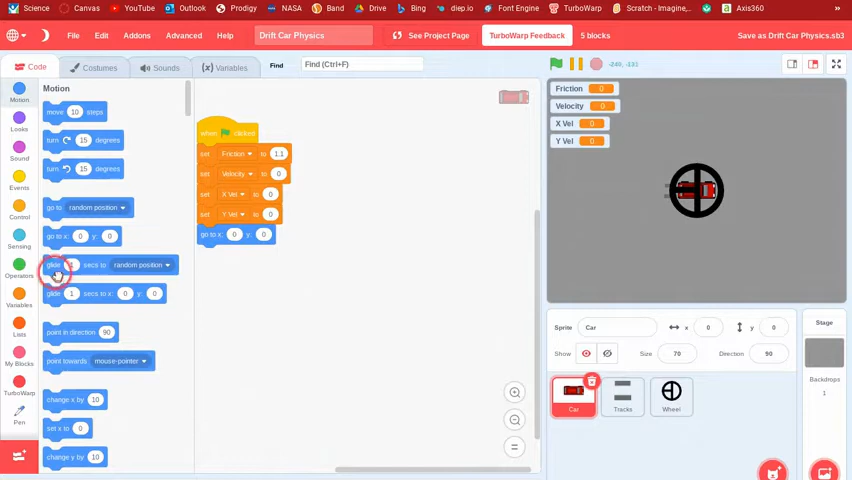 Science Canvas YouTube Outlook Prodigy NASA Band Drive Bing diep.io Font Engine TurboWarp Scratch - Imagine,... Axis360
File Edit Addons Advanced Drift Car Physics See Project Page TurboWarp Feedback 5 blocks Save as Drift Car Physics.sb3
Code Costumes Sounds Variables Find Find (Ctrl+F) -240, -131
Motion
Looks
Sound
Events
Control
Sensing
Operators
Variables
Lists
My Blocks
TurboWarp
Pen
Motion
move 10 steps
turn 15 degrees
turn 15 degrees
go to random position
go to x: 0 y: 0
glide 1 secs to random position
glide 1 secs to x: 0 y: 0
point in direction 90
point towards mouse-pointer
change x by 10
set x to 0
change y by 10
when clicked
set Friction to 1.1
set Velocity to 0
set X Vel to 0
set Y Vel to 0
go to x: 0 y: 0
Friction 0
Velocity 0
X Vel 0
Y Vel 0
Sprite Car x 0 y 0
Show Size 70 Direction 90
Car Tracks Wheel
Stage
Backdrops
1